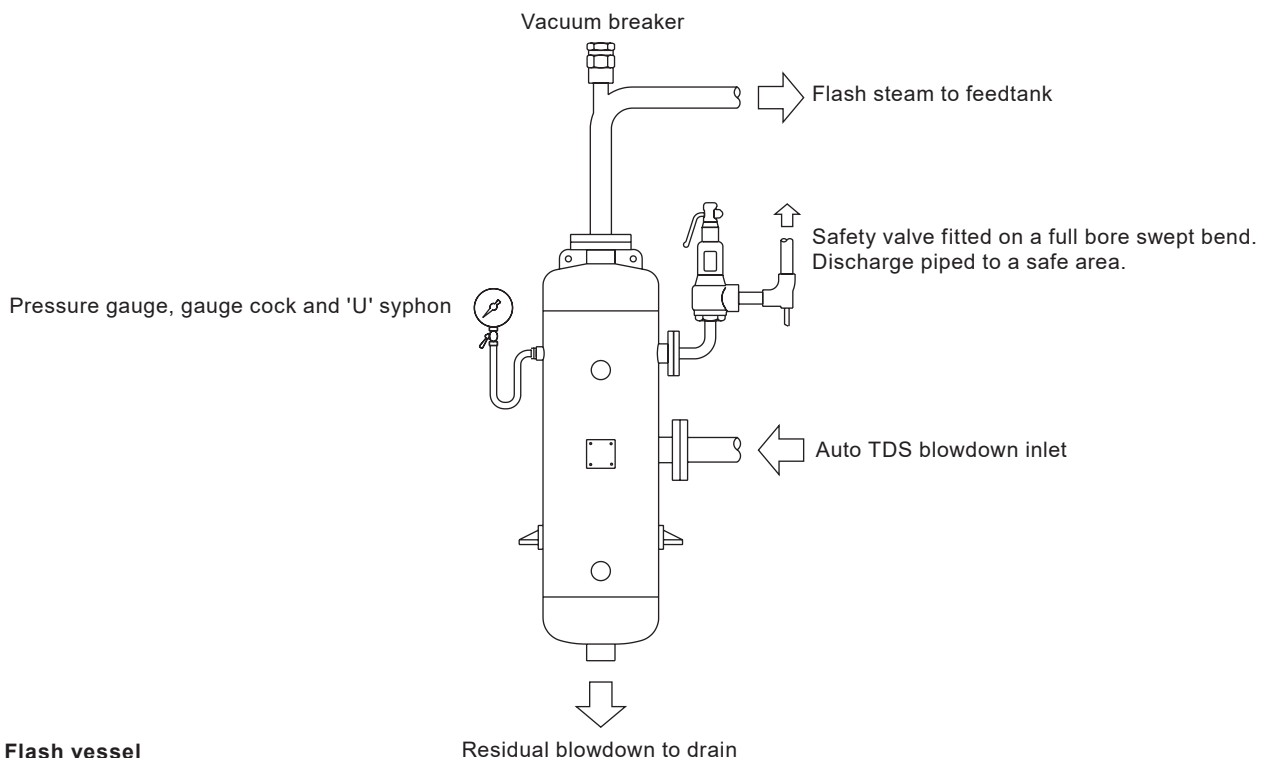 Vacuum breaker
Flash steam to feedtank
Safety valve fitted on a full bore swept bend.
Discharge piped to a safe area.
Pressure gauge, gauge cock and 'U' syphon
Auto TDS blowdown inlet
Flash vessel
Residual blowdown to drain